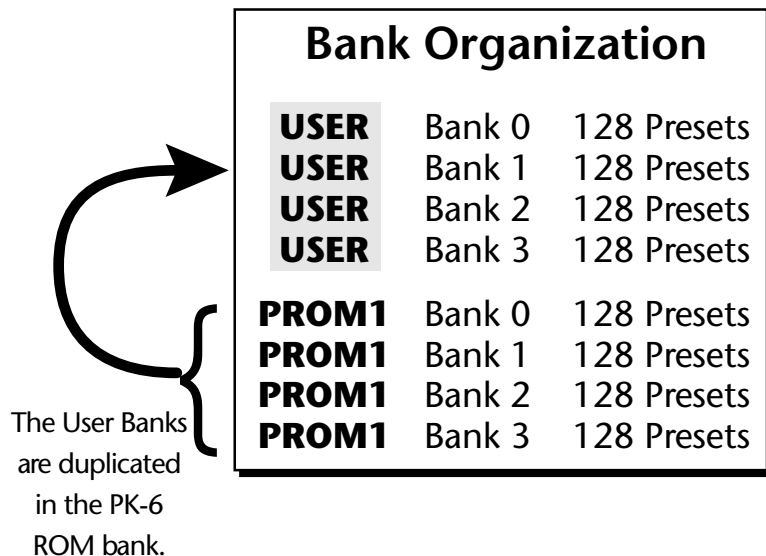 Bank Organization
USER Bank 0 128 Presets
USER Bank 1 128 Presets
USER Bank 2 128 Presets
USER Bank 3 128 Presets
PROM1 Bank 0 128 Presets
PROM1 Bank 1 128 Presets
PROM1 Bank 2 128 Presets
PROM1 Bank 3 128 Presets
The User Banks
are duplicated
in the PK-6
ROM bank.